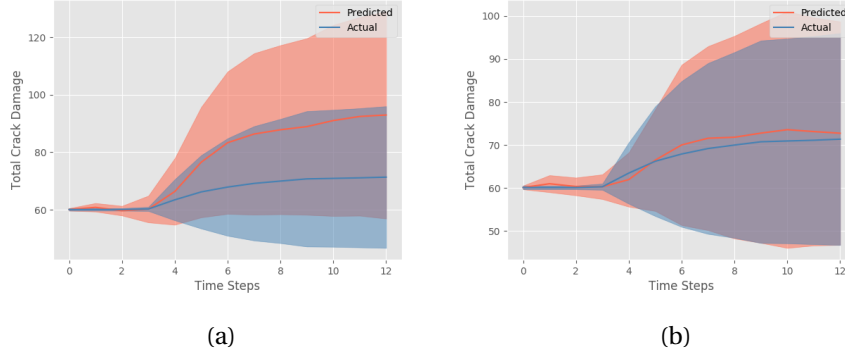 Predicted
Actual
120
100
80
60
Total Crack Damage
0 2 4 6 8 10 12
Time Steps
(a)
Predicted
Actual
100
90
80
70
60
50
Total Crack Damage
0 2 4 6 8 10 12
Time Steps
(b)